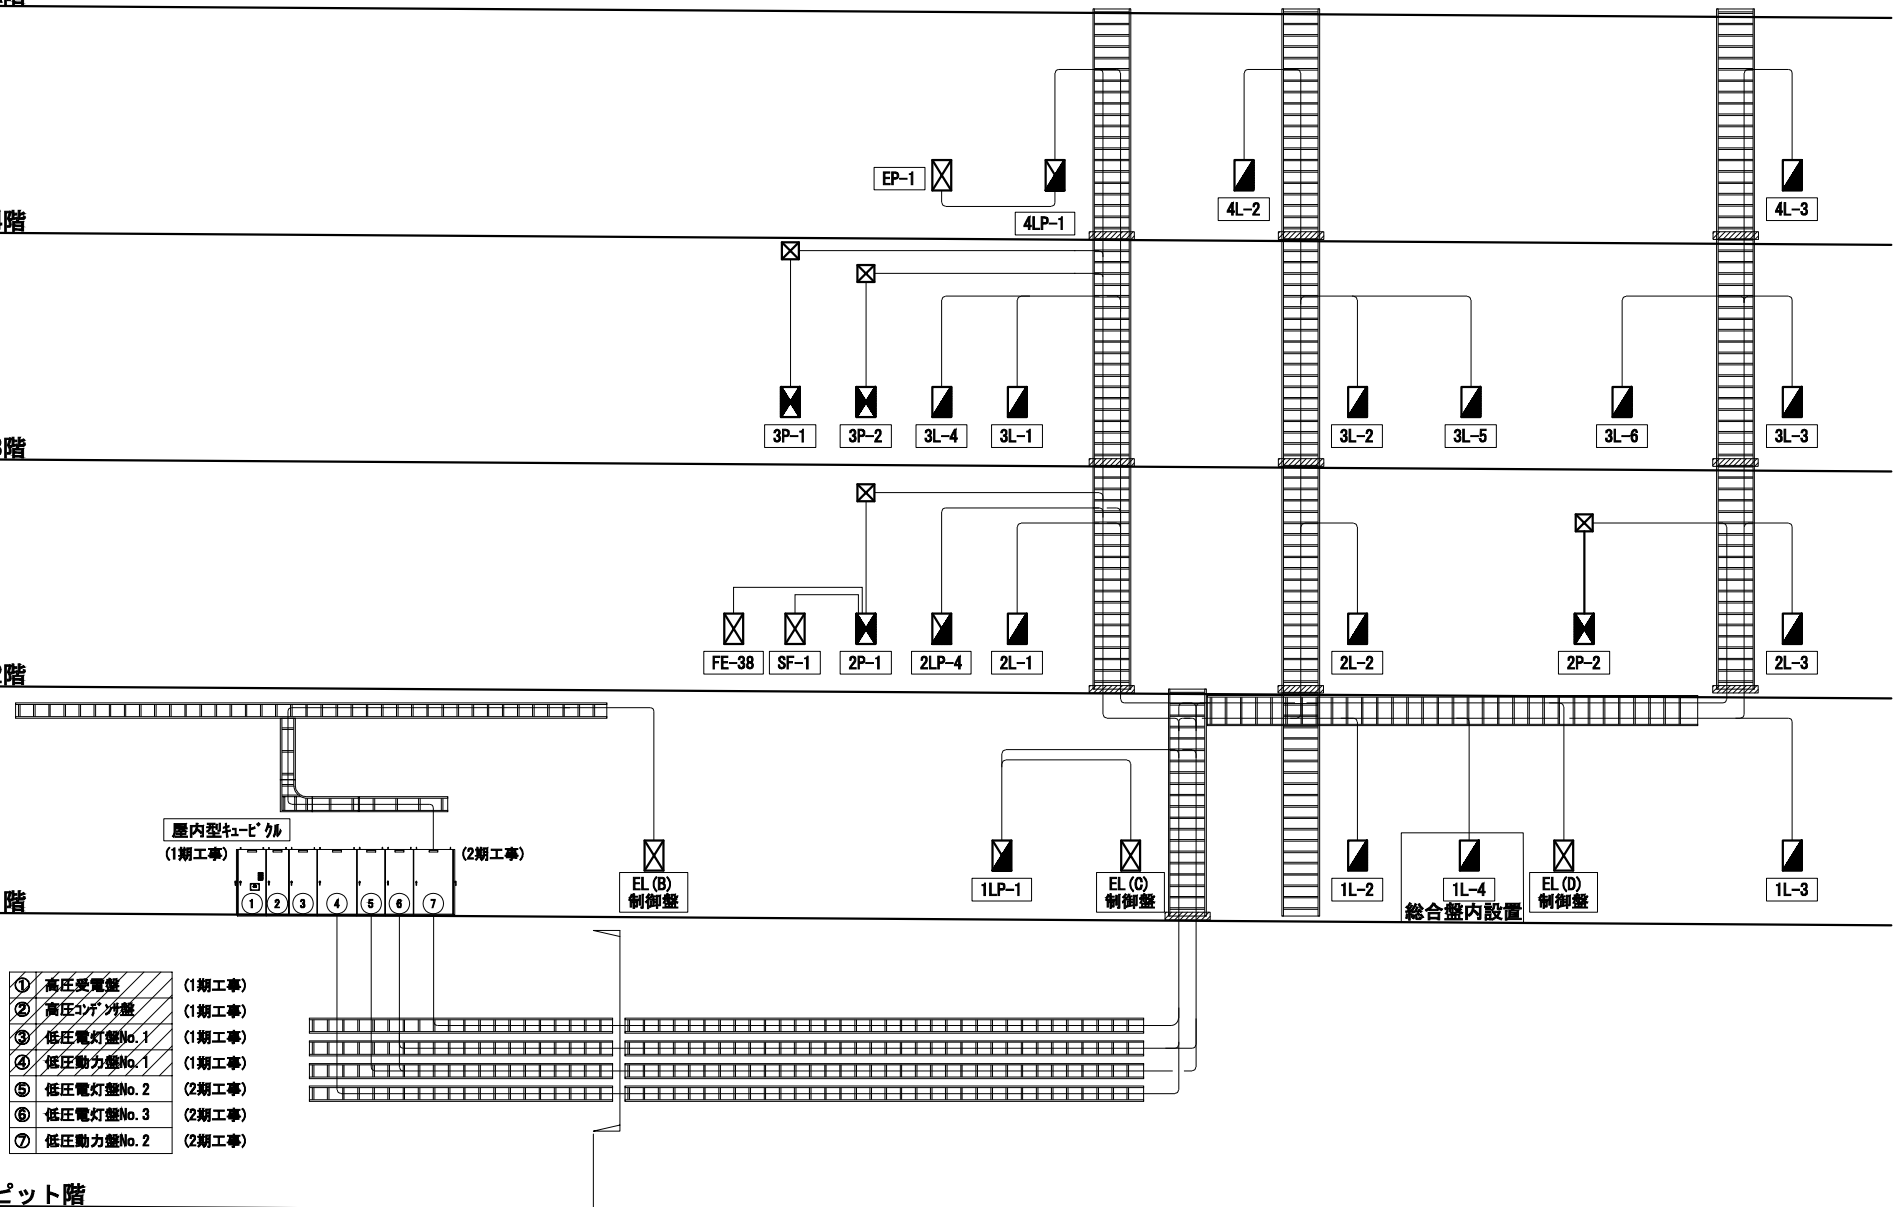 EP-1
4LP-1
4L-2
4L-3
階
3P-1
3P-2
3L-4
3L-1
3L-2
3L-5
3L-6
3L-3
階
FE-38
SF-1
2P-1
2LP-4
2L-1
2L-2
2P-2
2L-3
階
屋内型ｷｭｰﾋﾞｸﾙ
(1期工事)
(2期工事)
① ② ③ ④ ⑤ ⑥ ⑦
EL(B)
制御盤
1LP-1
EL(C)
制御盤
1L-2
1L-4
総合盤内設置
EL(D)
制御盤
1L-3
階
① 高圧受電盤 (1期工事)
② 高圧ｺﾝﾃﾞﾝｻ盤 (1期工事)
③ 低圧電灯盤No.1 (1期工事)
④ 低圧動力盤No.1 (1期工事)
⑤ 低圧電灯盤No.2 (2期工事)
⑥ 低圧電灯盤No.3 (2期工事)
⑦ 低圧動力盤No.2 (2期工事)
ピット階